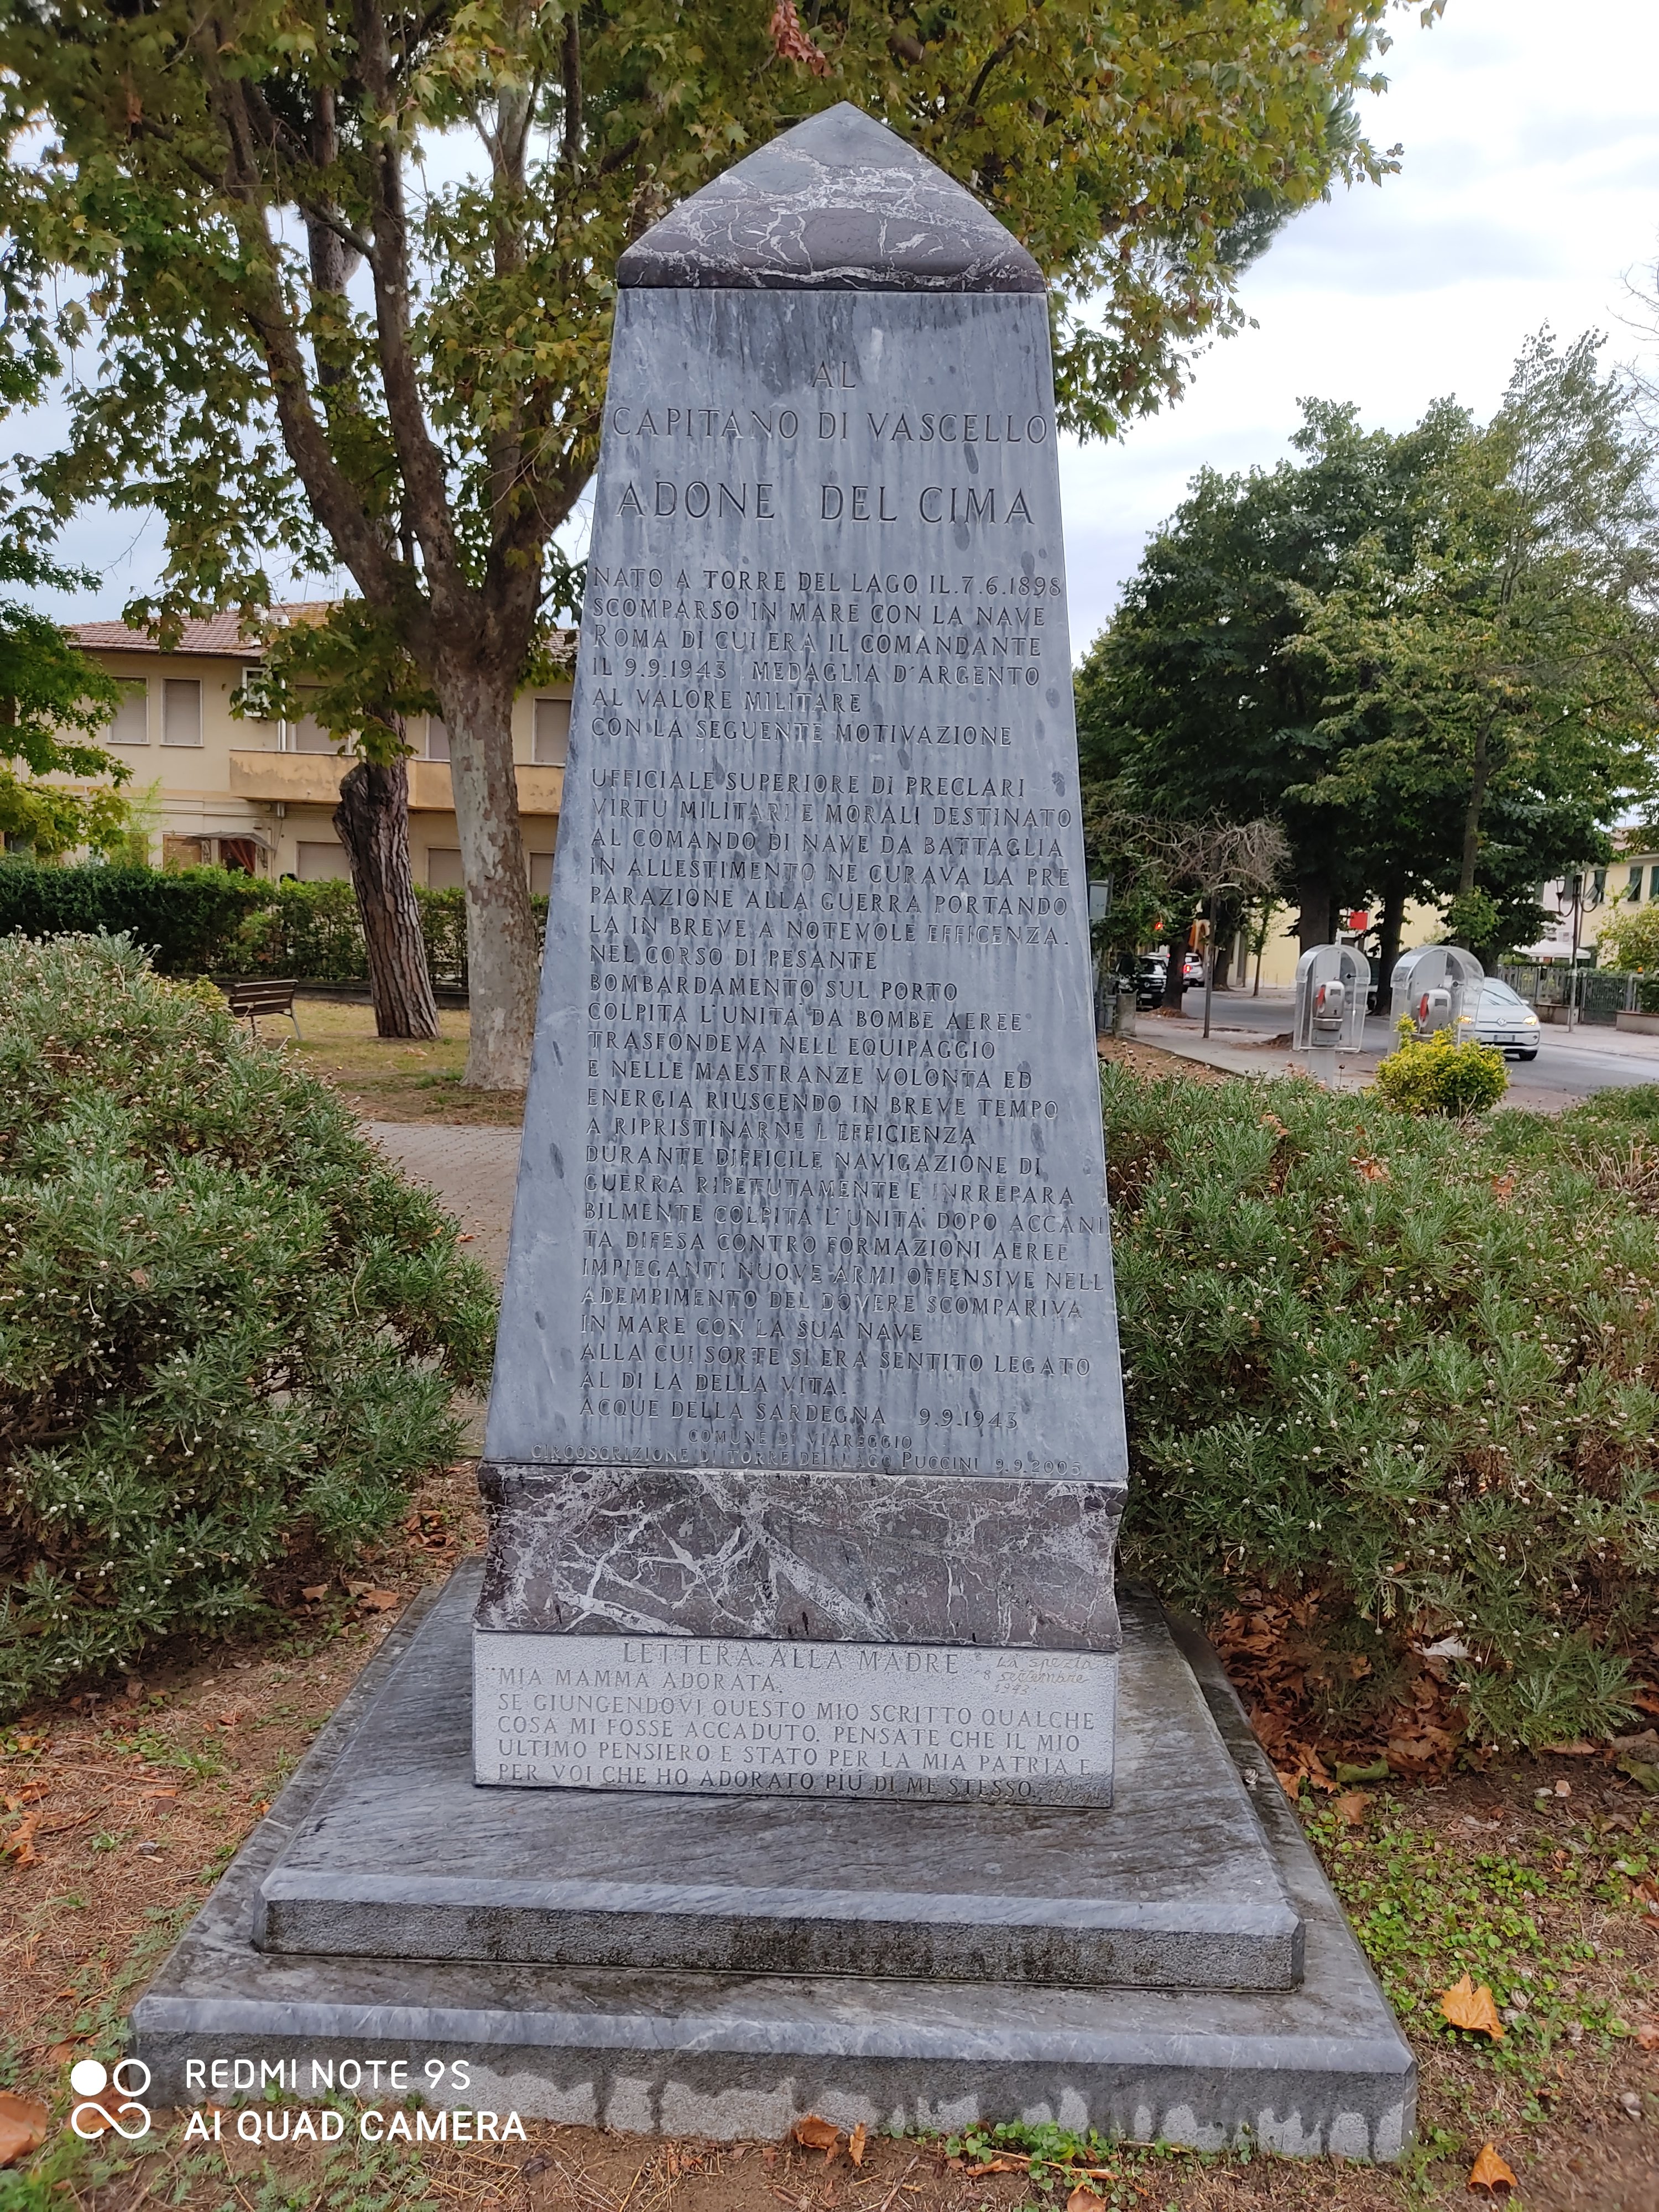 AL
CAPITANO DI VASCELLO
ADONE DEL CIMA
NATO A TORRE DEL LAGO IL 7.6.1898
SCOMPARSO IN MARE CON LA NAVE
ROMA DI CUI ERA IL COMANDANTE
IL 9.9.1943 MEDAGLIA D'ARGENTO
AL VALORE MILITARE
CON LA SEGUENTE MOTIVAZIONE
UFFICIALE SUPERIORE DI PRECLARI
VIRTU MILITARI E MORALI DESTINATO
AL COMANDO DI NAVE DA BATTAGLIA
IN ALLESTIMENTO NE CURAVA LA PRE
PARAZIONE ALLA GUERRA PORTANDO
LA IN BREVE A NOTEVOLE EFFICENZA.
NEL CORSO DI PESANTE
BOMBARDAMENTO SUL PORTO
COLPITA L'UNITA DA BOMBE AEREE
TRASFONDEVA NELL EQUIPAGGIO
E NELLE MAESTRANZE VOLONTA ED
ENERGIA RIUSCENDO IN BREVE TEMPO
A RIPRISTINARNE L'EFFICIENZA
DURANTE DIFFICILE NAVIGAZIONE DI
GUERRA RIPETUTAMENTE E INRREPARA
BILMENTE COLPITA L'UNITA' DOPO ACCANI
TA DIFESA CONTRO FORMAZIONI AEREE
IMPIEGANTI NUOVE ARMI OFFENSIVE NELL
ADEMPIMENTO DEL DOVERE SCOMPARIVA
IN MARE CON LA SUA NAVE
ALLA CUI SORTE SI ERA SENTITO LEGATO
AL DI LA DELLA VITA.
ACQUE DELLA SARDEGNA 9.9.1943
COMUNE DI VIAREGGIO
CIRCOSCRIZIONE DI TORRE DEL LAGO PUCCINI 9.9.2005
LETTERA ALLA MADRE La Spezia
8 settembre
1943
"MIA MAMMA ADORATA.
SE GIUNGENDOVI QUESTO MIO SCRITTO QUALCHE
COSA MI FOSSE ACCADUTO. PENSATE CHE IL MIO
ULTIMO PENSIERO E STATO PER LA MIA PATRIA E
PER VOI CHE HO ADORATO PIU DI ME STESSO.
REDMI NOTE 9S
AI QUAD CAMERA